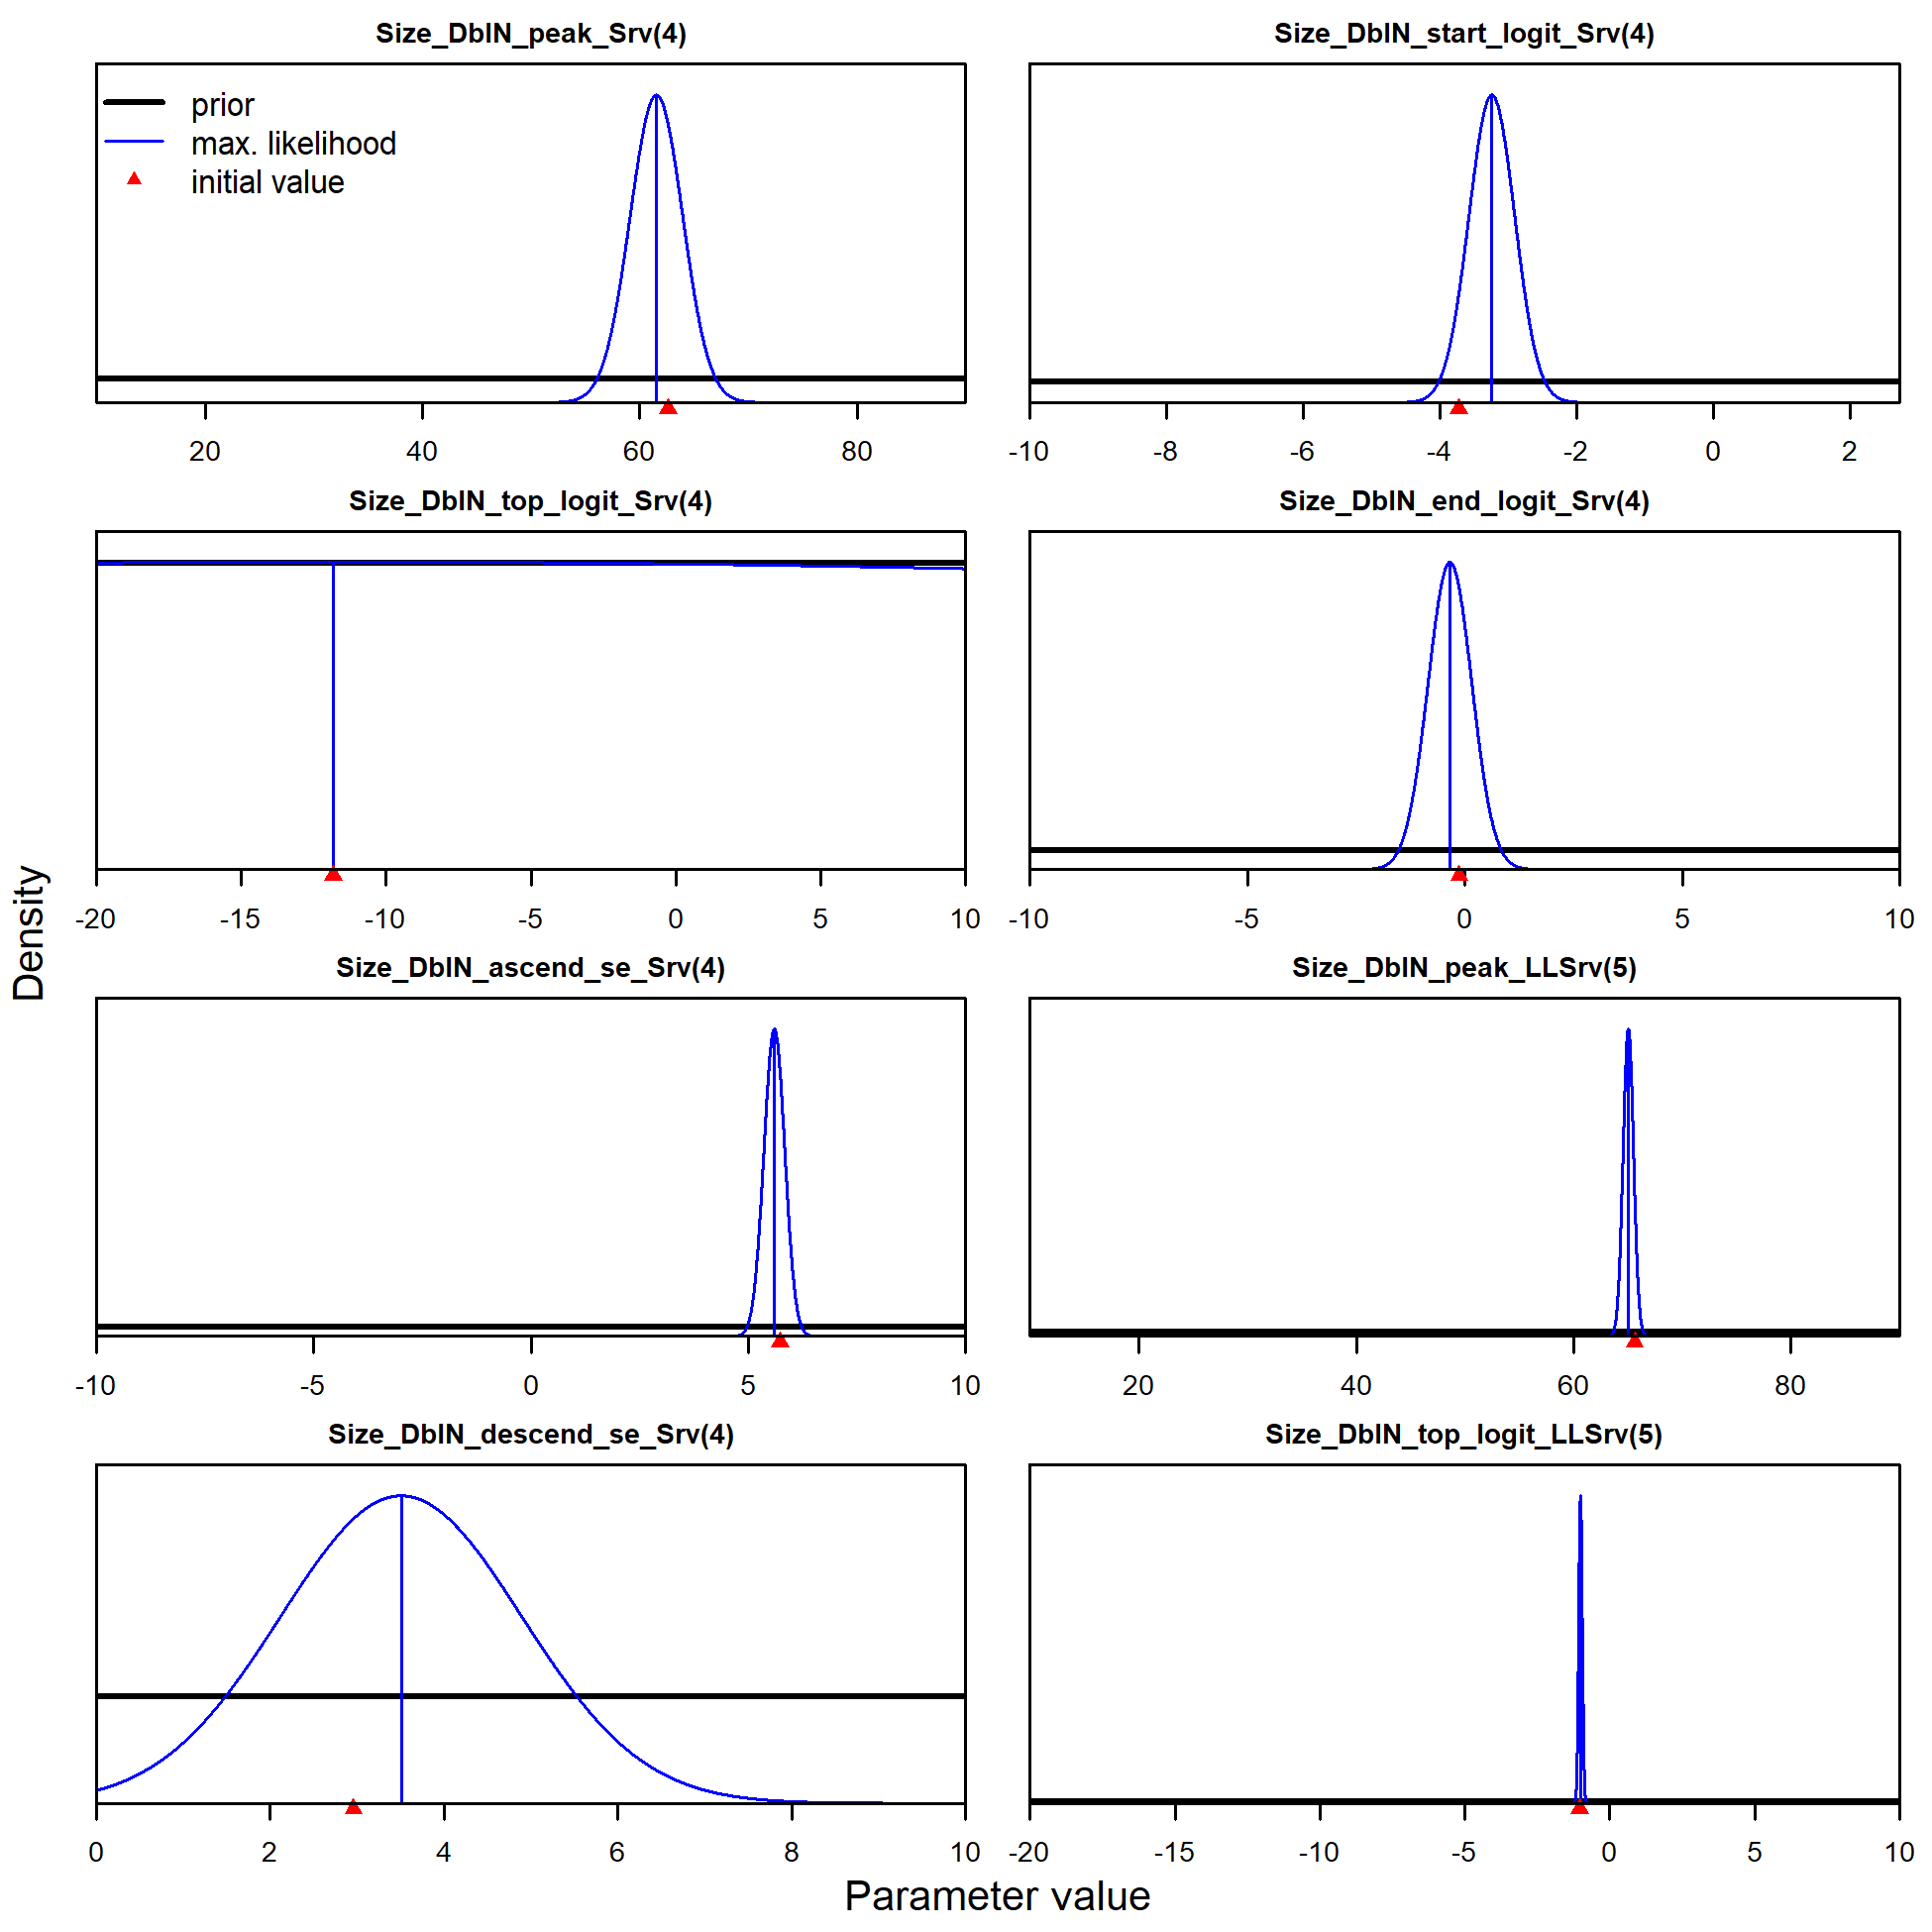 Size_DblN_peak_Srv(4)
prior
max. likelihood
initial value
20 40 60 80
Size_DblN_start_logit_Srv(4)
-10 -8 -6 -4 -2 0 2
Size_DblN_top_logit_Srv(4)
-20 -15 -10 -5 0 5 10
Size_DblN_end_logit_Srv(4)
-10 -5 0 5 10
Size_DblN_ascend_se_Srv(4)
-10 -5 0 5 10
Size_DblN_peak_LLSrv(5)
20 40 60 80
Size_DblN_descend_se_Srv(4)
0 2 4 6 8 10
Size_DblN_top_logit_LLSrv(5)
-20 -15 -10 -5 0 5 10
Density
Parameter value